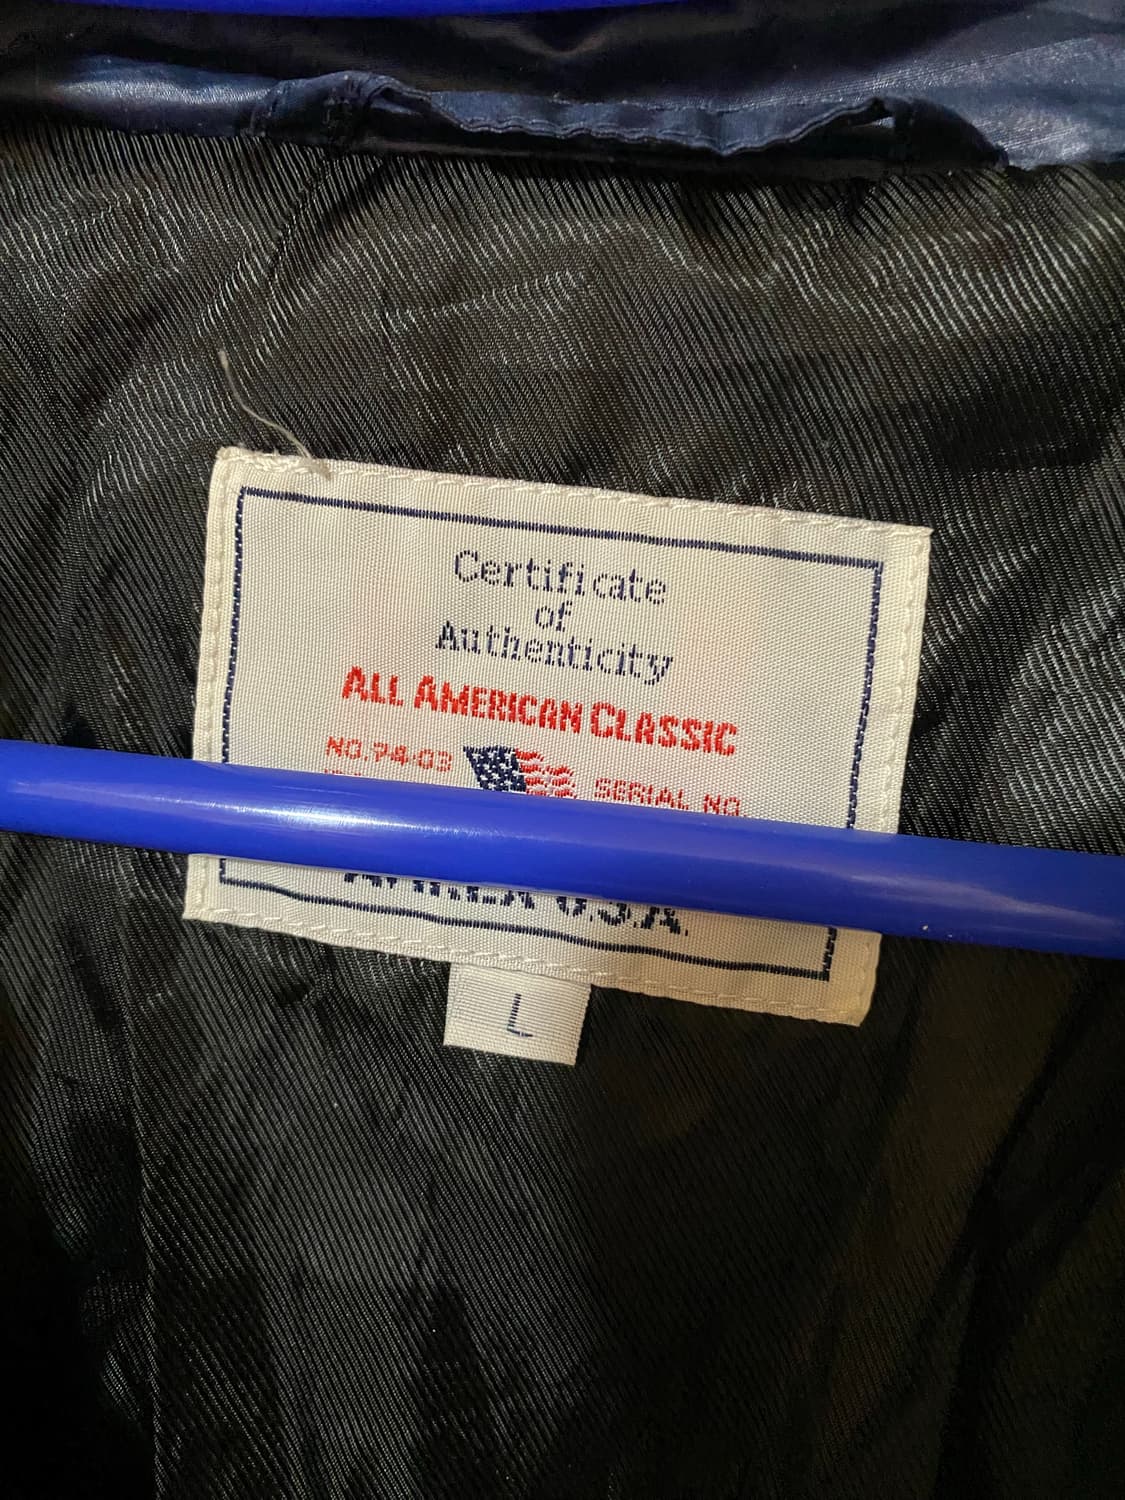 Certificate
of
Authenticity
ALL AMERICAN CLASSIC
NO.74-03
SERIAL NO
U.S.A.
L